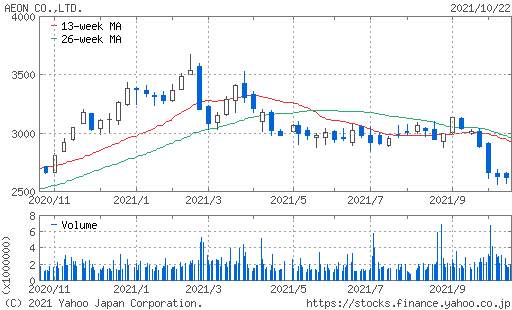 AEON CO.,LTD. 2021/10/22
13-week MA
26-week MA
4000
3500
3000
2500
2020/11 2021/1 2021/3 2021/5 2021/7 2021/9
Volume
8
6
4
2
0
(x1000000)
2020/11 2021/1 2021/3 2021/5 2021/7 2021/9
(C) 2021 Yahoo Japan Corporation. https://stocks.finance.yahoo.co.jp/